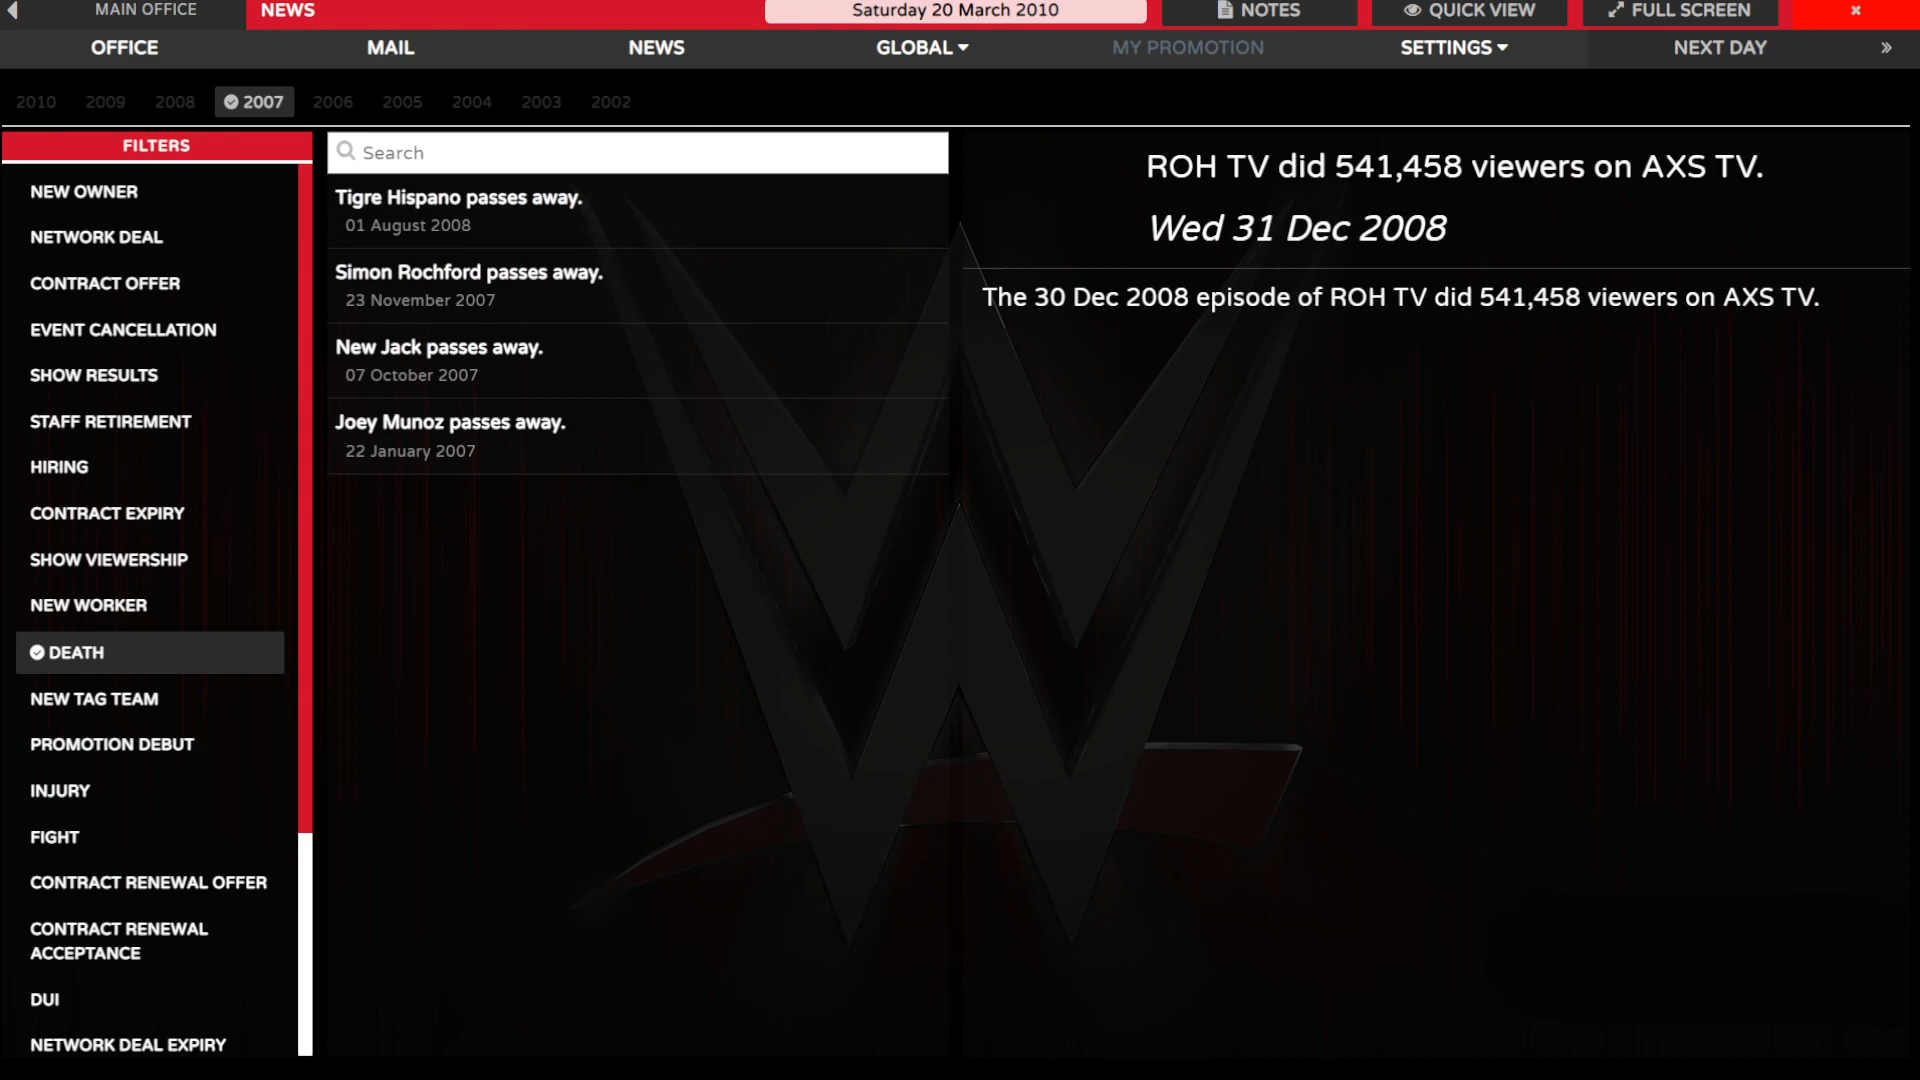 MAIN OFFICE
NEWS
Saturday 20 March 2010
NOTES
QUICK VIEW
FULL SCREEN
OFFICE
MAIL
NEWS
GLOBAL
MY PROMOTION
SETTINGS
NEXT DAY
»
2010 2009 2008 2007 2006 2005 2004 2003 2002
FILTERS
NEW OWNER
NETWORK DEAL
CONTRACT OFFER
EVENT CANCELLATION
SHOW RESULTS
STAFF RETIREMENT
HIRING
CONTRACT EXPIRY
SHOW VIEWERSHIP
NEW WORKER
DEATH
NEW TAG TEAM
PROMOTION DEBUT
INJURY
FIGHT
CONTRACT RENEWAL OFFER
CONTRACT RENEWAL
ACCEPTANCE
DUI
NETWORK DEAL EXPIRY
Search
Tigre Hispano passes away.
01 August 2008
Simon Rochford passes away.
23 November 2007
New Jack passes away.
07 October 2007
Joey Munoz passes away.
22 January 2007
ROH TV did 541,458 viewers on AXS TV.
Wed 31 Dec 2008
The 30 Dec 2008 episode of ROH TV did 541,458 viewers on AXS TV.